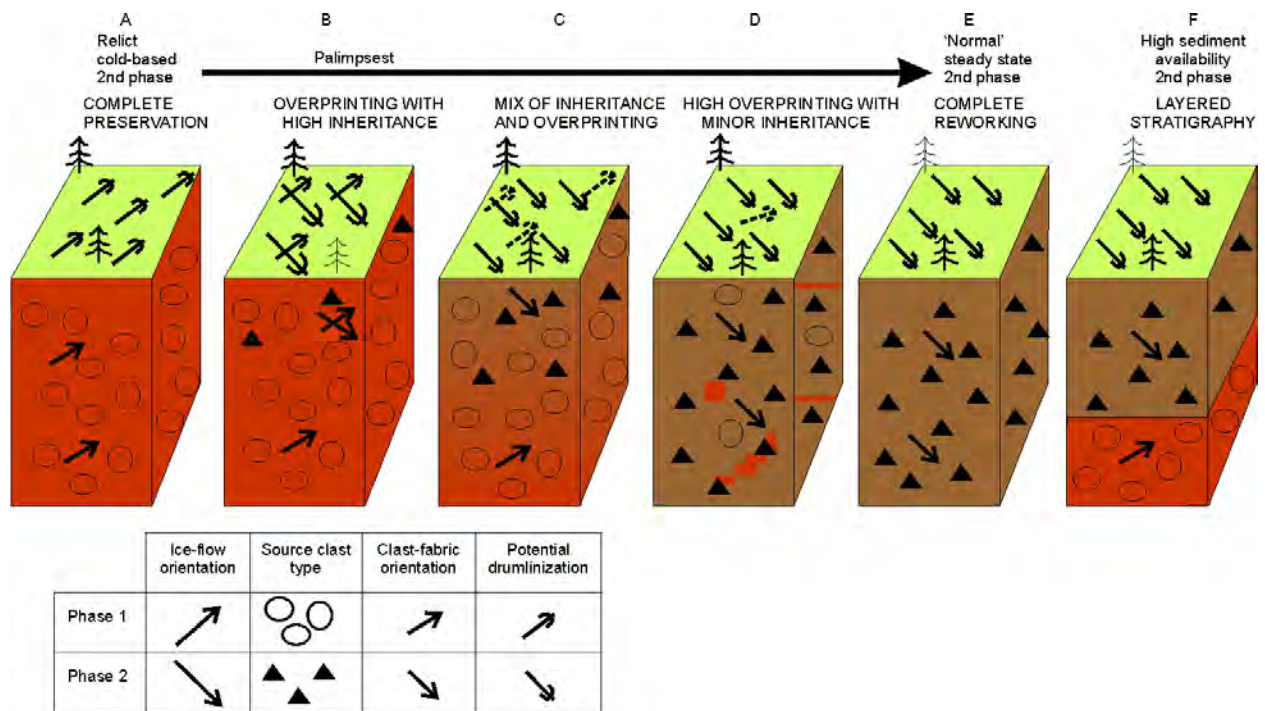 A
Relict
cold-based
2nd phase
COMPLETE
PRESERVATION
B
Palimpsest
OVERPRINTING WITH
HIGH INHERITANCE
C
MIX OF INHERITANCE
AND OVERPRINTING
D
HIGH OVERPRINTING WITH
MINOR INHERITANCE
E
'Normal'
steady state
2nd phase
COMPLETE
REWORKING
F
High sediment
availability
2nd phase
LAYERED
STRATIGRAPHY
Ice-flow
orientation
Source clast
type
Clast-fabric
orientation
Potential
drumlinization
Phase 1
Phase 2